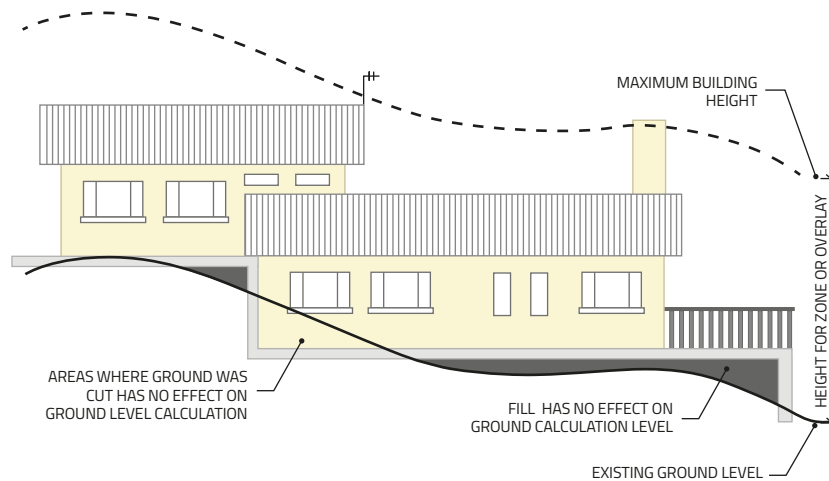 MAXIMUM BUILDING
HEIGHT
HEIGHT FOR ZONE OR OVERLAY
AREAS WHERE GROUND WAS
CUT HAS NO EFFECT ON
GROUND LEVEL CALCULATION
FILL HAS NO EFFECT ON
GROUND CALCULATION LEVEL
EXISTING GROUND LEVEL